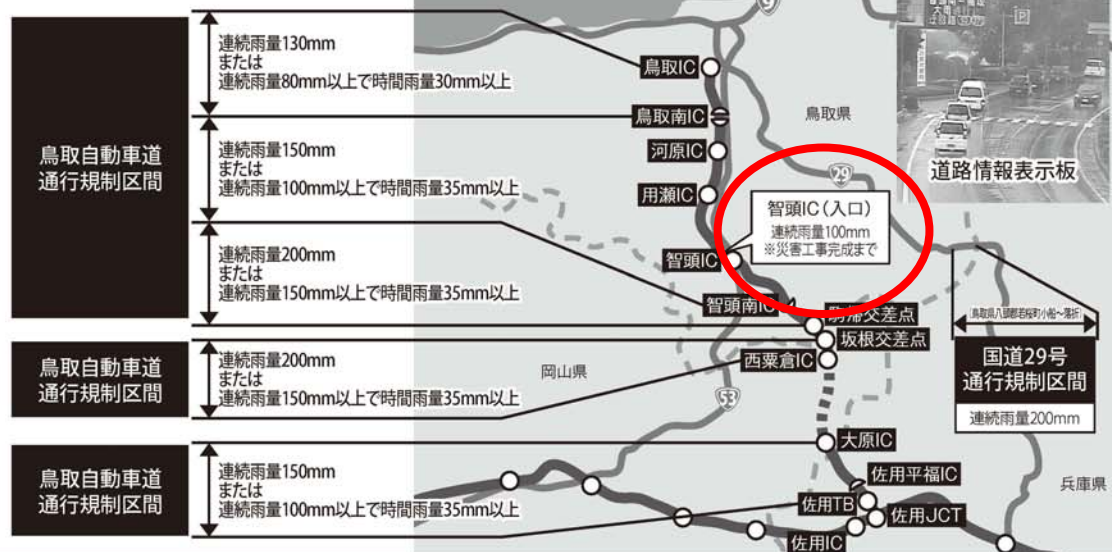 鳥取自動車道
通行規制区間
連続雨量130mm
または
連続雨量80mm以上で時間雨量30mm以上
連続雨量150mm
または
連続雨量100mm以上で時間雨量35mm以上
連続雨量200mm
または
連続雨量150mm以上で時間雨量35mm以上
鳥取自動車道
通行規制区間
連続雨量200mm
または
連続雨量150mm以上で時間雨量35mm以上
鳥取自動車道
通行規制区間
連続雨量150mm
または
連続雨量100mm以上で時間雨量35mm以上
9
鳥取IC
鳥取南IC
鳥取県
河原IC
29
用瀬IC
智頭IC（入口）
連続雨量100mm
※災害工事完成まで
智頭IC
智頭南IC
駒帰交差点
坂根交差点
西粟倉IC
岡山県
53
大原IC
佐用平福IC
佐用TB
佐用JCT
佐用IC
兵庫県
P
道路情報表示板
（鳥取県八頭郡若桜町小船～落折）
国道29号
通行規制区間
連続雨量200mm